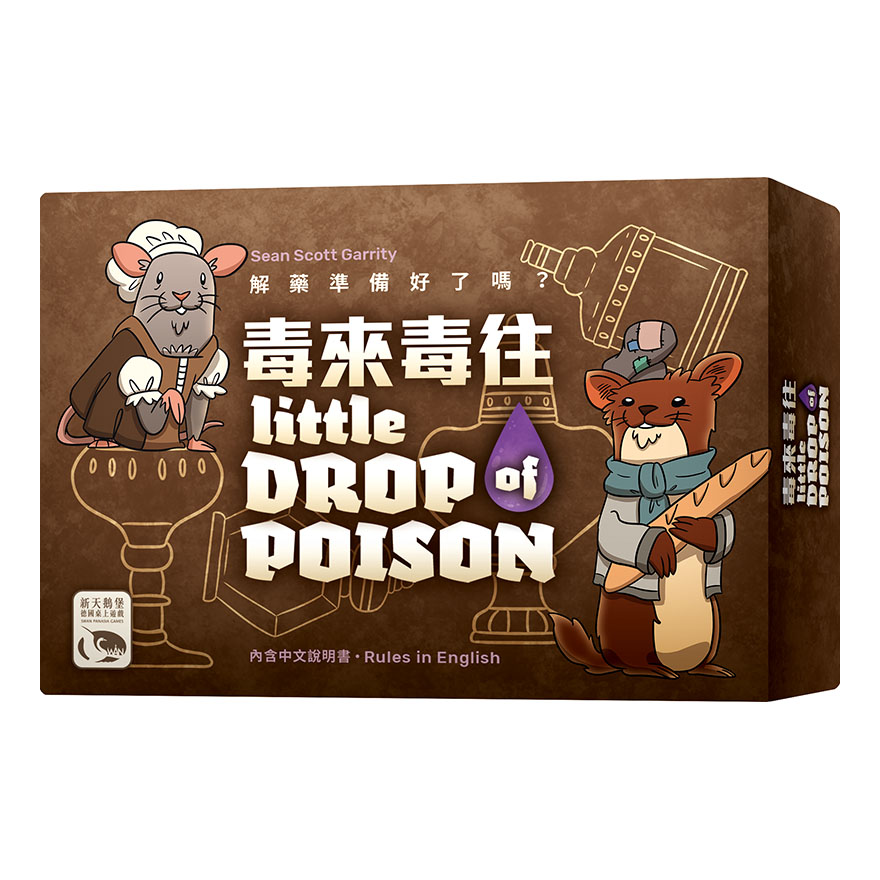 Sean Scott Garrity
解藥準備好了嗎？
毒來毒往
little
DROP of
POISON
內含中文說明書・Rules in English
新天鵝堡
德國桌上遊戲
SWAN PANASIA GAMES
SWAN
毒來毒往
little
DROP of
POISON